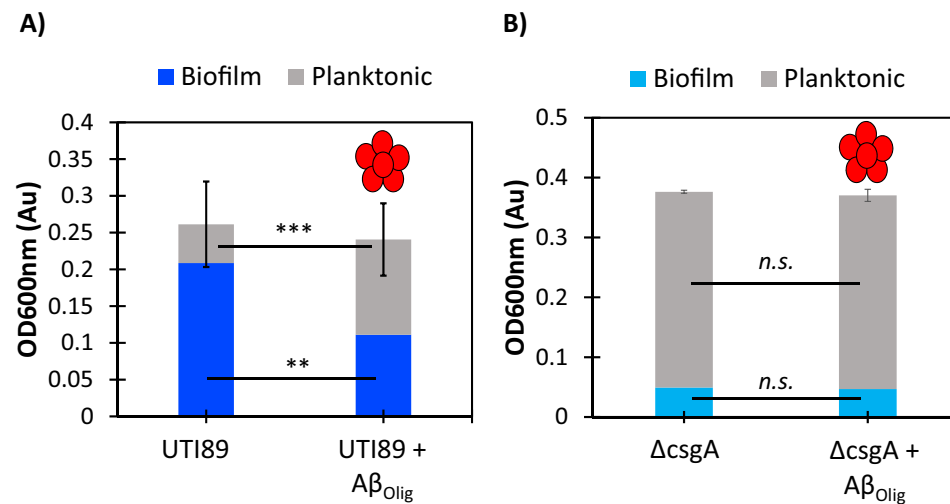 A)
Biofilm Planktonic
OD600nm (Au)
0.4
0.35
0.3
0.25
0.2
0.15
0.1
0.05
0
***
**
UTI89
UTI89 +
AβOlig
B)
Biofilm Planktonic
OD600nm (Au)
0.5
0.4
0.3
0.2
0.1
0
n.s.
n.s.
ΔcsgA
ΔcsgA +
AβOlig